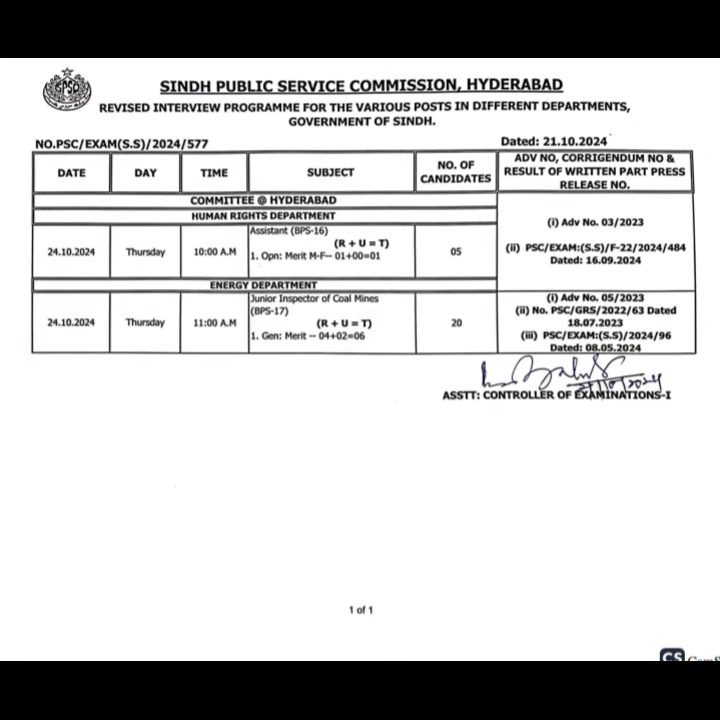 SINDH PUBLIC SERVICE COMMISSION, HYDERABAD
REVISED INTERVIEW PROGRAMME FOR THE VARIOUS POSTS IN DIFFERENT DEPARTMENTS,
GOVERNMENT OF SINDH.
NO.PSC/EXAM(S.S)/2024/577
Dated: 21.10.2024
DATE DAY TIME SUBJECT NO. OF CANDIDATES ADV NO, CORRIGENDUM NO & RESULT OF WRITTEN PART PRESS RELEASE NO.
COMMITTEE @ HYDERABAD
HUMAN RIGHTS DEPARTMENT
24.10.2024 Thursday 10:00 A.M
Assistant (BPS-16)
(R + U = T)
1. Opn: Merit M-F-- 01+00=01
05
(i) Adv No. 03/2023
(ii) PSC/EXAM:(S.S)/F-22/2024/484
Dated: 16.09.2024
ENERGY DEPARTMENT
24.10.2024 Thursday 11:00 A.M
Junior Inspector of Coal Mines
(BPS-17)
(R + U = T)
1. Gen: Merit -- 04+02=06
20
(i) Adv No. 05/2023
(ii) No. PSC/GRS/2022/63 Dated
18.07.2023
(iii) PSC/EXAM:(S.S)/2024/96
Dated: 08.05.2024
21/10/2024
ASSTT: CONTROLLER OF EXAMINATIONS-I
1 of 1
CS